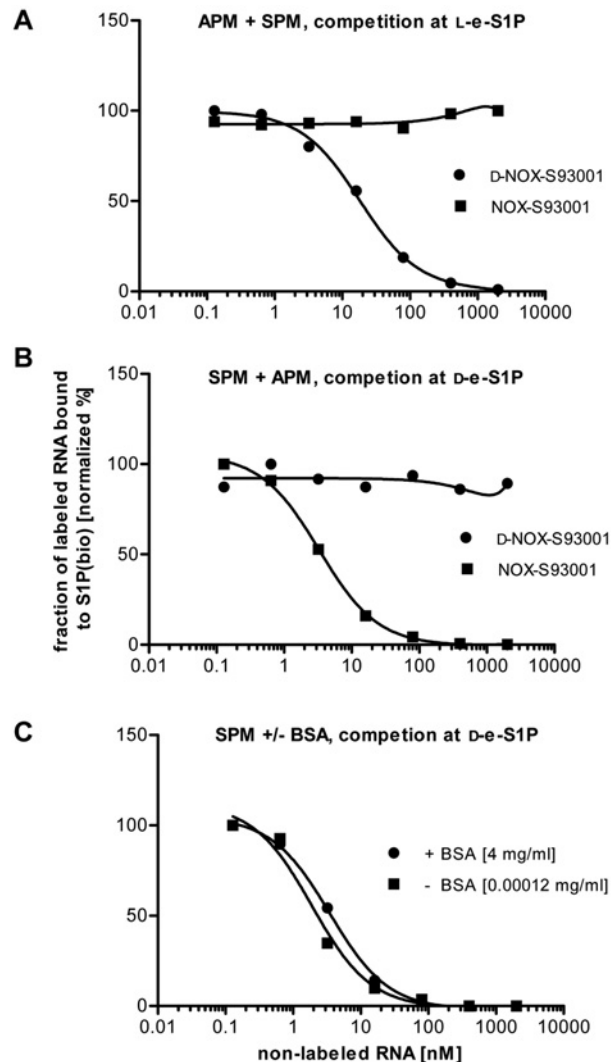 A
APM + SPM, competition at L-e-S1P
150
100
50
0
0.01 0.1 1 10 100 1000 10000
D-NOX-S93001
NOX-S93001
B
SPM + APM, competion at D-e-S1P
fraction of labeled RNA bound
to S1P(bio) [normalized %]
150
100
50
0
0.01 0.1 1 10 100 1000 10000
D-NOX-S93001
NOX-S93001
C
SPM +/- BSA, competion at D-e-S1P
150
100
50
0
0.01 0.1 1 10 100 1000 10000
+ BSA [4 mg/ml]
- BSA [0.00012 mg/ml]
non-labeled RNA [nM]